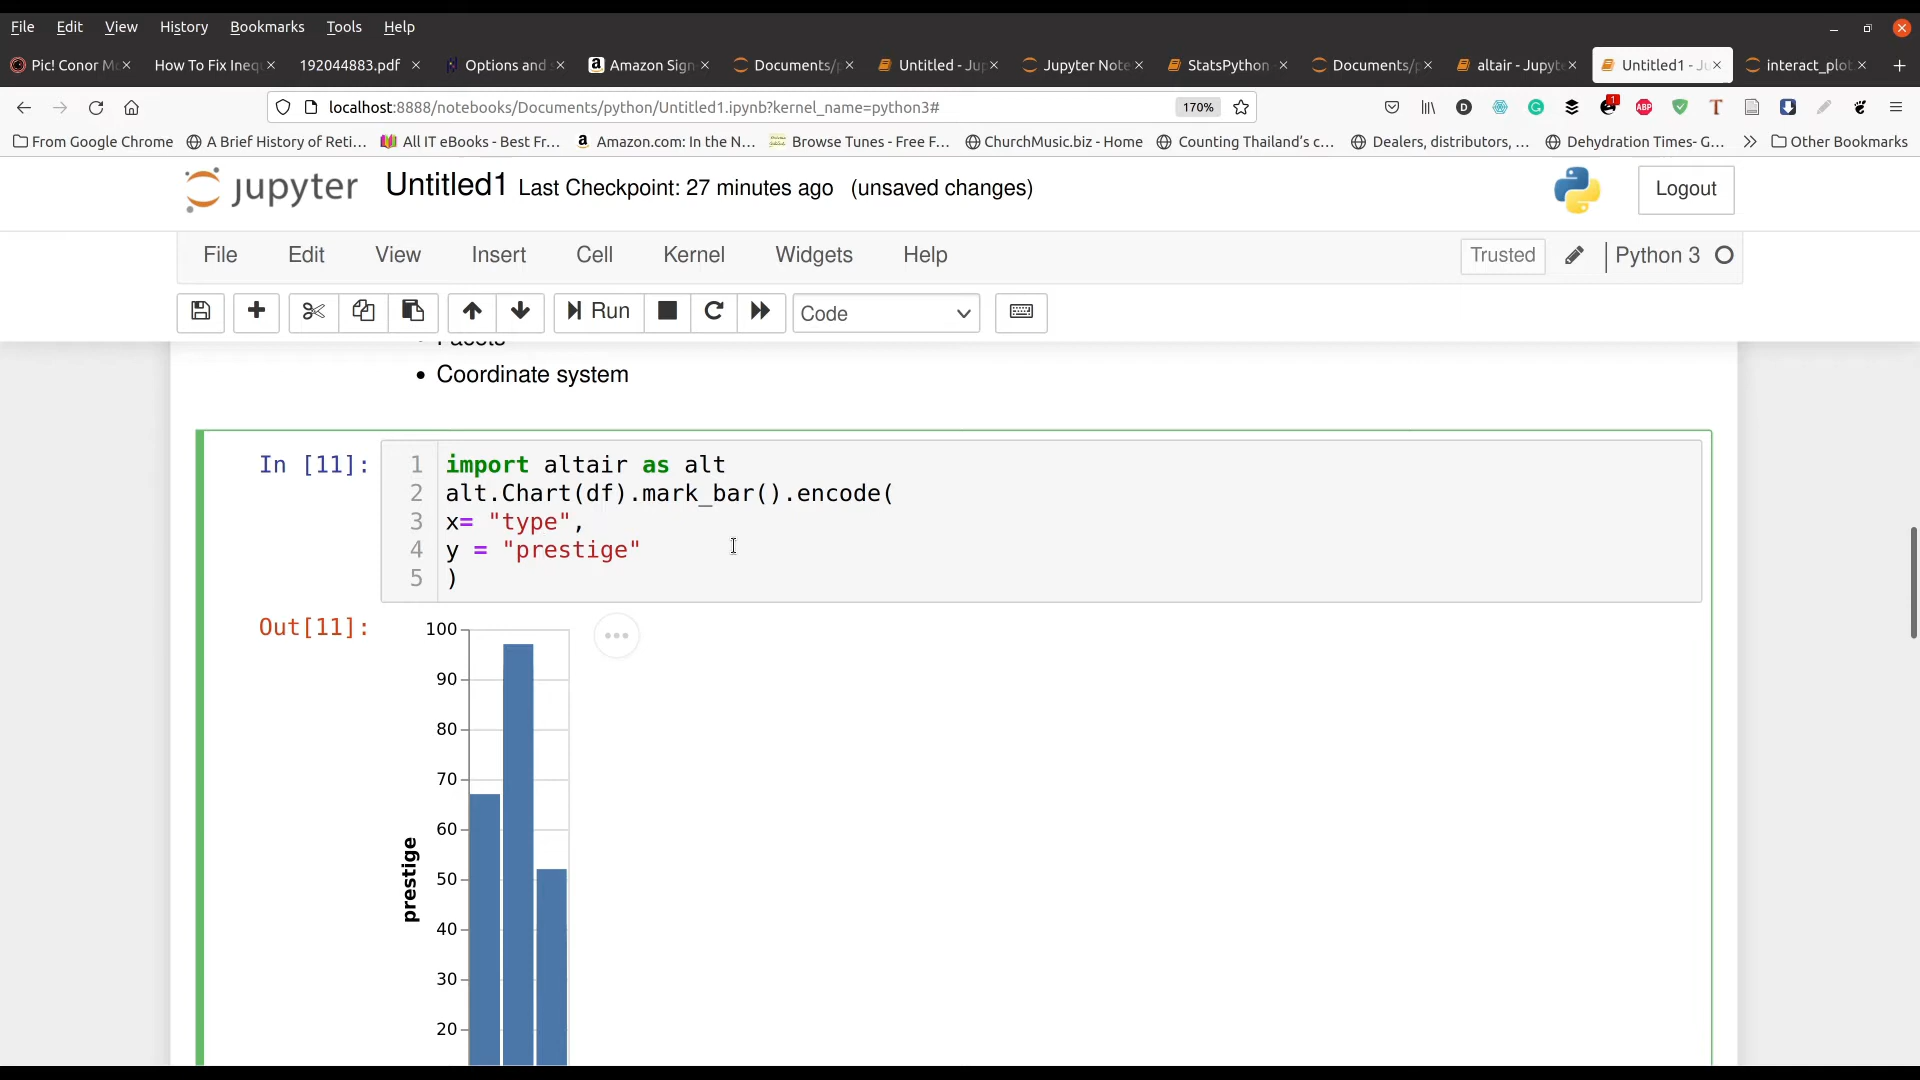 File Edit View History Bookmarks Tools Help
Pic! Conor M How To Fix Ineq 192044883.pdf Options and Amazon Sign Documents/p Untitled - Jup Jupyter Note StatsPython Documents/p altair - Jupyte Untitled1 - Ju interact_plot
localhost:8888/notebooks/Documents/python/Untitled1.ipynb?kernel_name=python3# 170%
From Google Chrome A Brief History of Reti... All IT eBooks - Best Fr... Amazon.com: In the N... Browse Tunes - Free F... ChurchMusic.biz - Home Counting Thailand's c... Dealers, distributors, ... Dehydration Times- G... Other Bookmarks
jupyter Untitled1 Last Checkpoint: 27 minutes ago (unsaved changes) Logout
File Edit View Insert Cell Kernel Widgets Help Trusted Python 3
Run Code
Facets
Coordinate system
In [11]: 1 import altair as alt
2 alt.Chart(df).mark_bar().encode(
3 x= "type",
4 y = "prestige"
5 )
Out[11]:
100
90
80
70
60
50
40
30
20
prestige